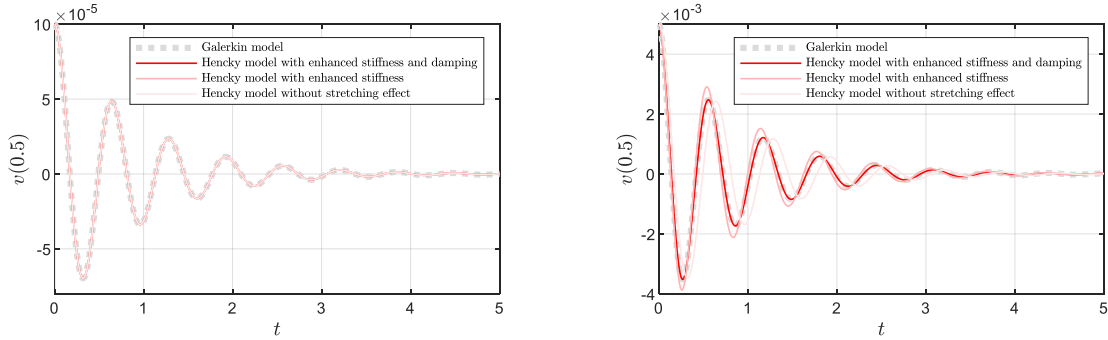 ×10⁻⁵
10
5
0
-5
v(0.5)
0
1
2
3
4
5
t
Galerkin model
Hencky model with enhanced stiffness and damping
Hencky model with enhanced stiffness
Hencky model without stretching effect
×10⁻³
4
2
0
-2
-4
v(0.5)
0
1
2
3
4
5
t
Galerkin model
Hencky model with enhanced stiffness and damping
Hencky model with enhanced stiffness
Hencky model without stretching effect